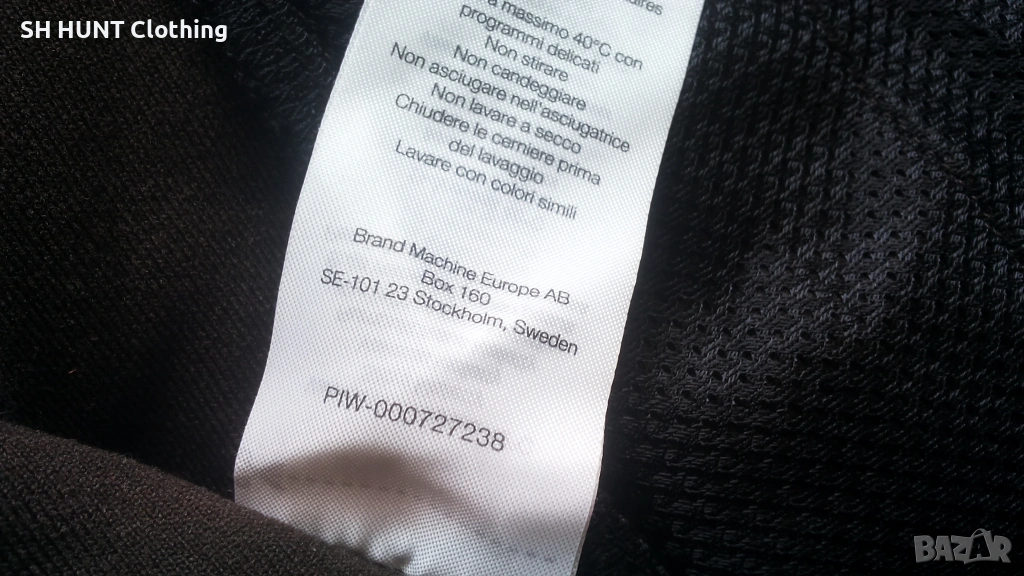 SH HUNT Clothing
massimo 40°C con
programmi delicati
Non stirare
Non candeggiare
Non asciugare nell'asciugatrice
Non lavare a secco
Chiudere le cerniere prima
del lavaggio
Lavare con colori simili
Brand Machine Europe AB
Box 160
SE-101 23 Stockholm, Sweden
PIW-000727238
BAZAR